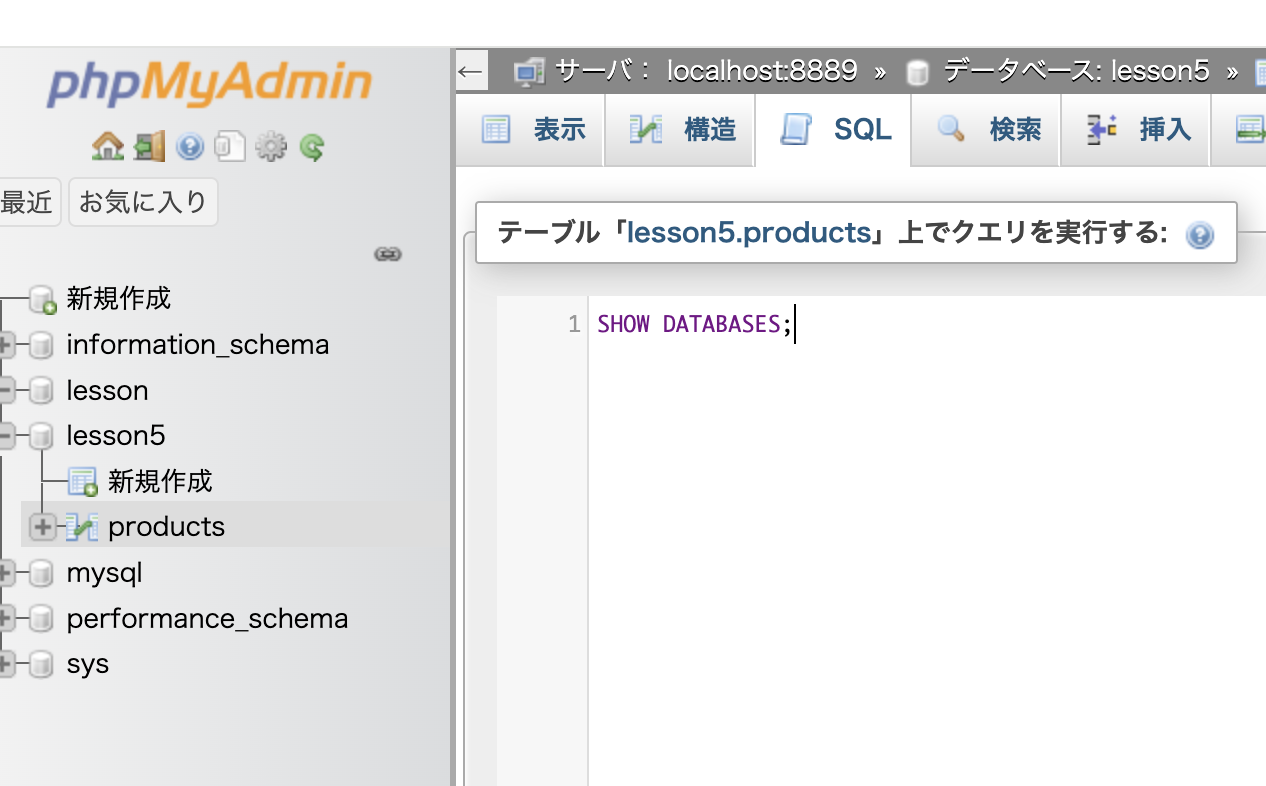 phpMyAdmin
最近 お気に入り
新規作成
information_schema
lesson
lesson5
新規作成
products
mysql
performance_schema
sys
← サーバ： localhost:8889 » データベース: lesson5 »
表示 構造 SQL 検索 挿入
テーブル「lesson5.products」上でクエリを実行する:
1 SHOW DATABASES;